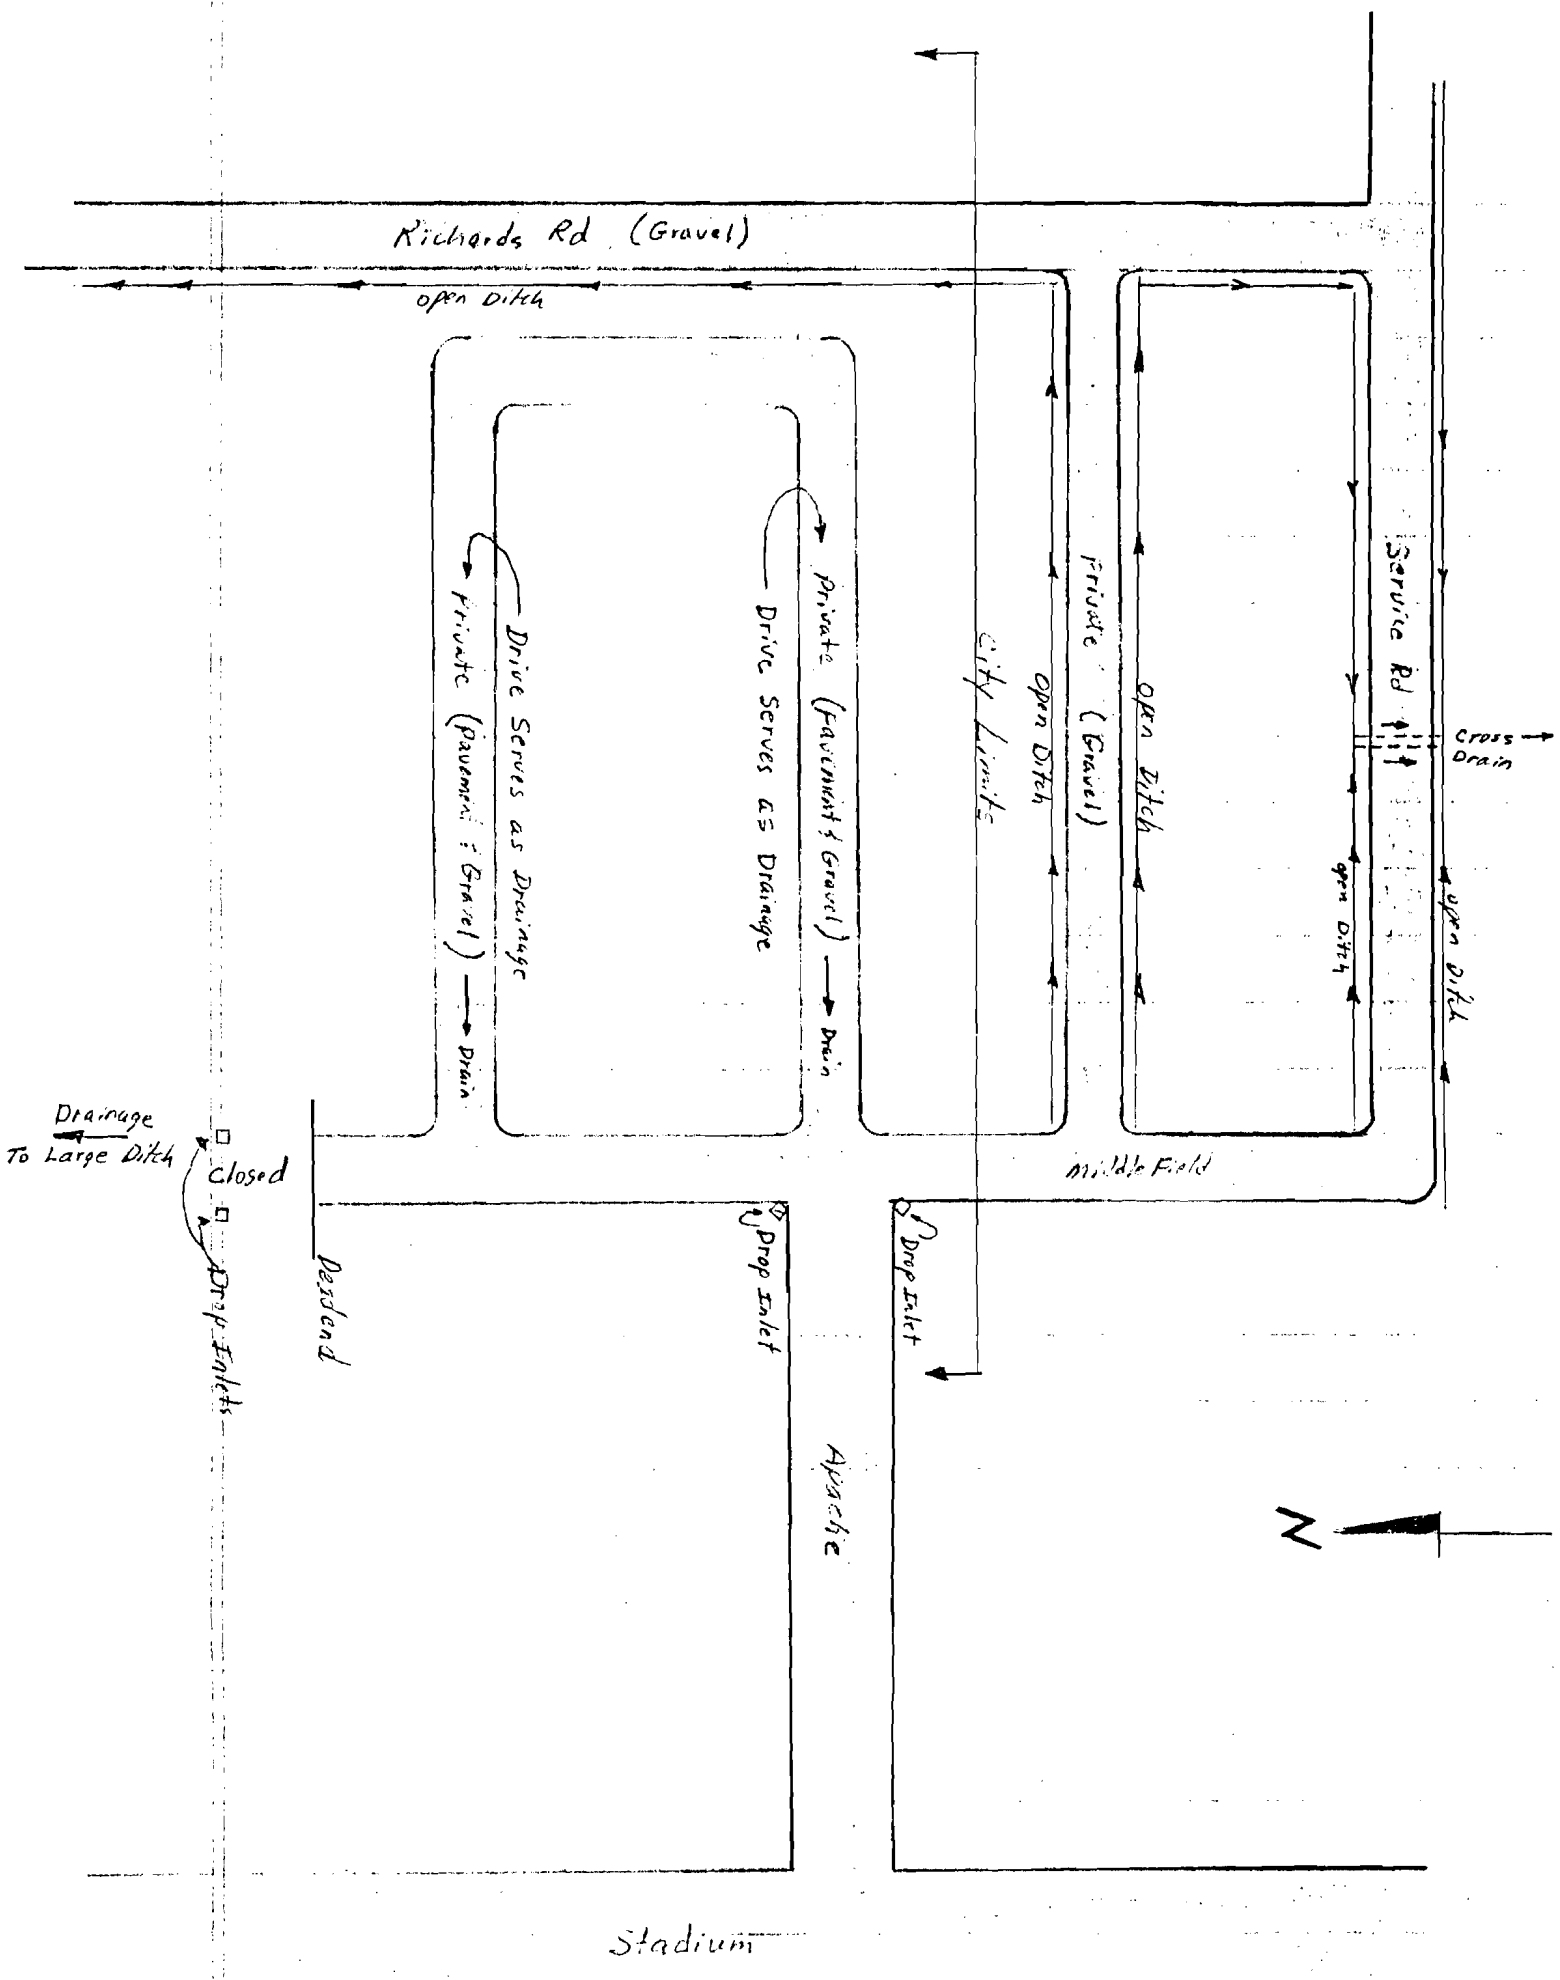 Richards Rd (Gravel)
open Ditch
Service Rd
Cross
Drain
open Ditch
open Ditch
open Ditch
Private (Gravel)
open Ditch
City Limits
Private (Pavement & Gravel) Drain
Drive Serves as Drainage
Drive Serves as Drainage
Private (Pavement & Gravel) Drain
Drainage
To Large Ditch
Closed
Middle Field
Drop Inlets
Deadend
Drop Inlet
Drop Inlet
Apache
N
Stadium